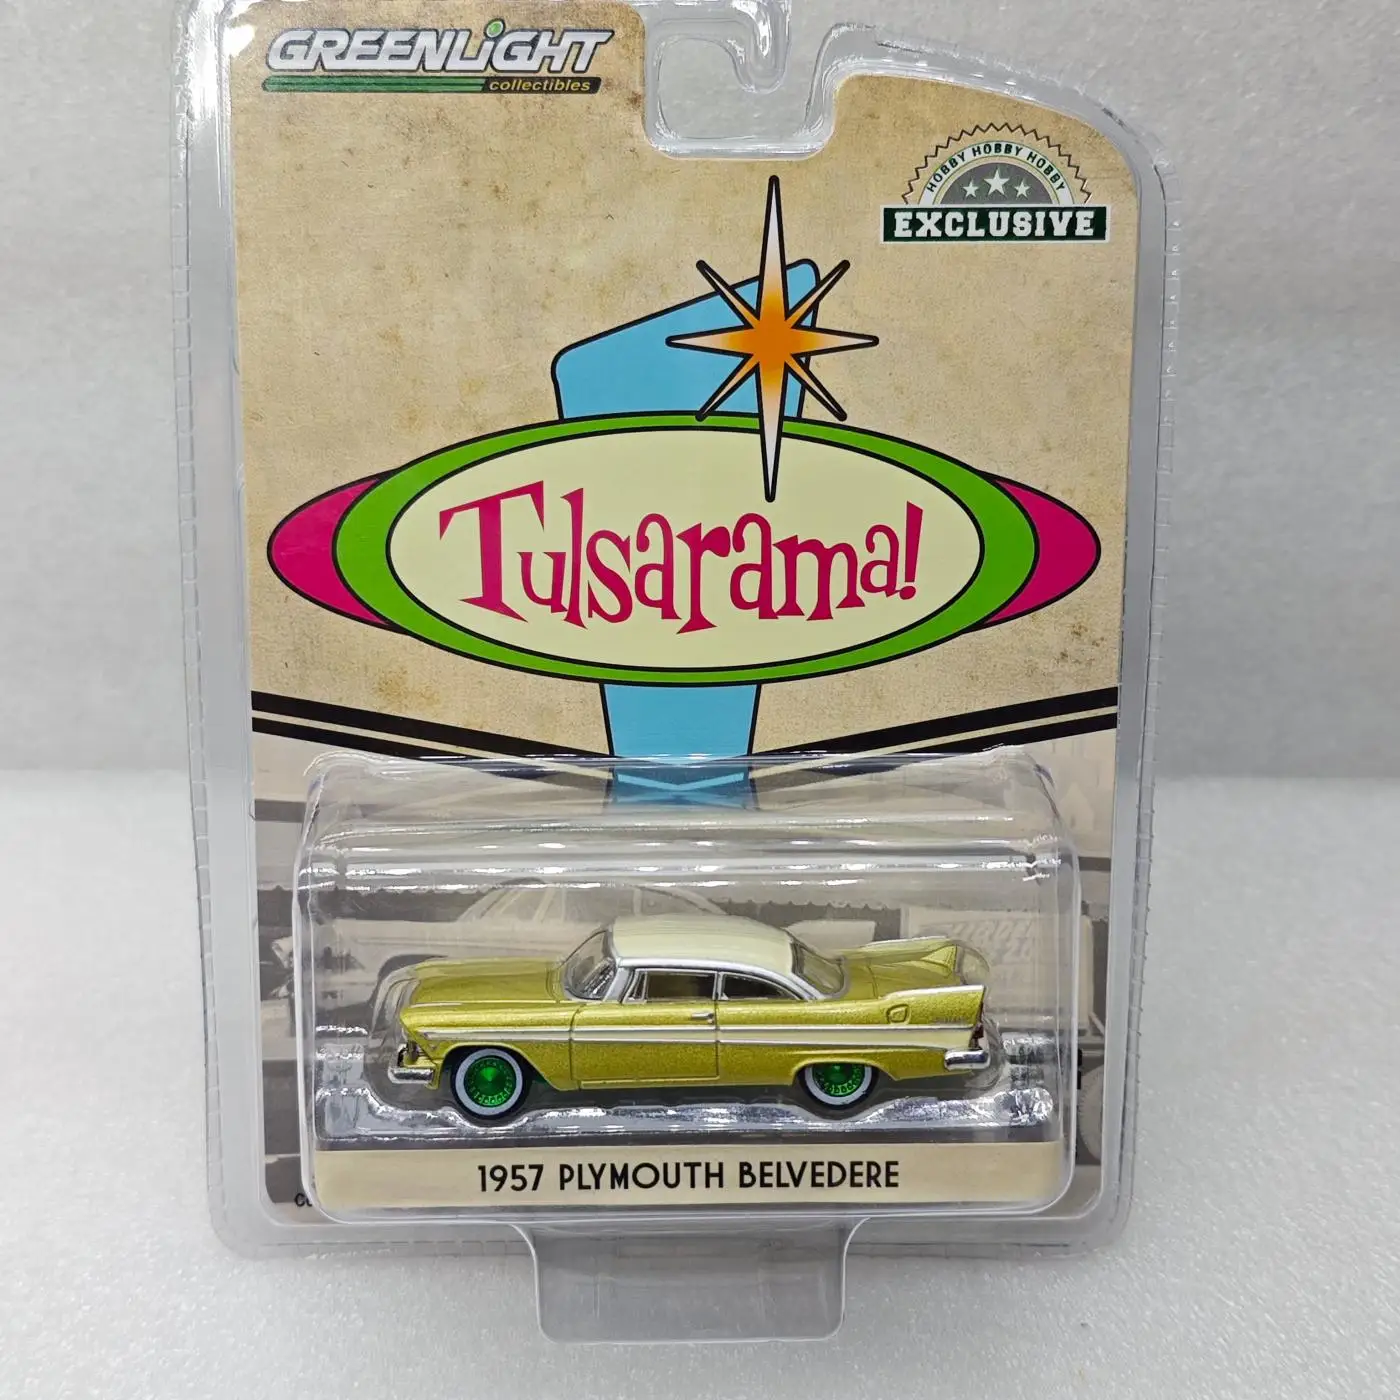 GREENLiGHT
collectibles
HOBBY HOBBY HOBBY
EXCLUSIVE
Tulsarama!
1957 PLYMOUTH BELVEDERE